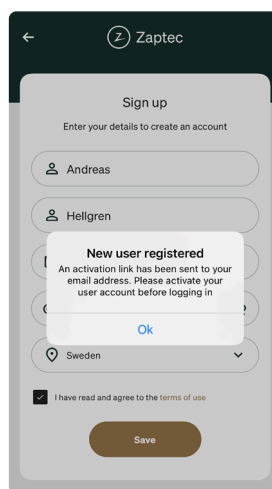 Zaptec
Sign up
Enter your details to create an account
Andreas
Hellgren
New user registered
An activation link has been sent to your
email address. Please activate your
user account before logging in
Ok
Sweden
I have read and agree to the terms of use
Save